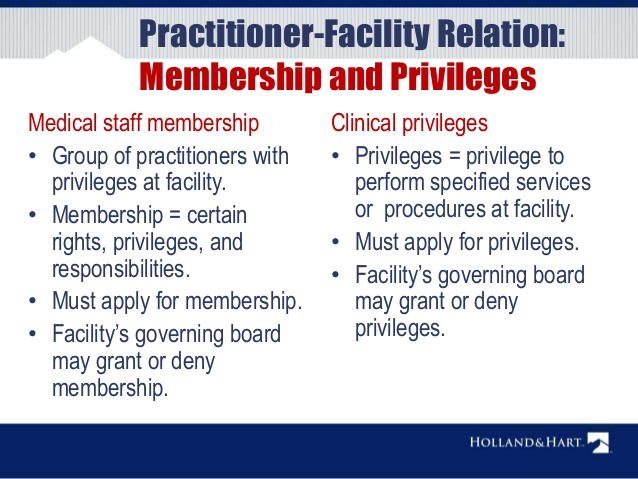 Practitioner-Facility Relation:
Membership and Privileges
Medical staff membership
• Group of practitioners with
privileges at facility.
• Membership = certain
rights, privileges, and
responsibilities.
• Must apply for membership.
• Facility's governing board
may grant or deny
membership.
Clinical privileges
• Privileges = privilege to
perform specified services
or procedures at facility.
• Must apply for privileges.
• Facility's governing board
may grant or deny
privileges.
HOLLAND&HART